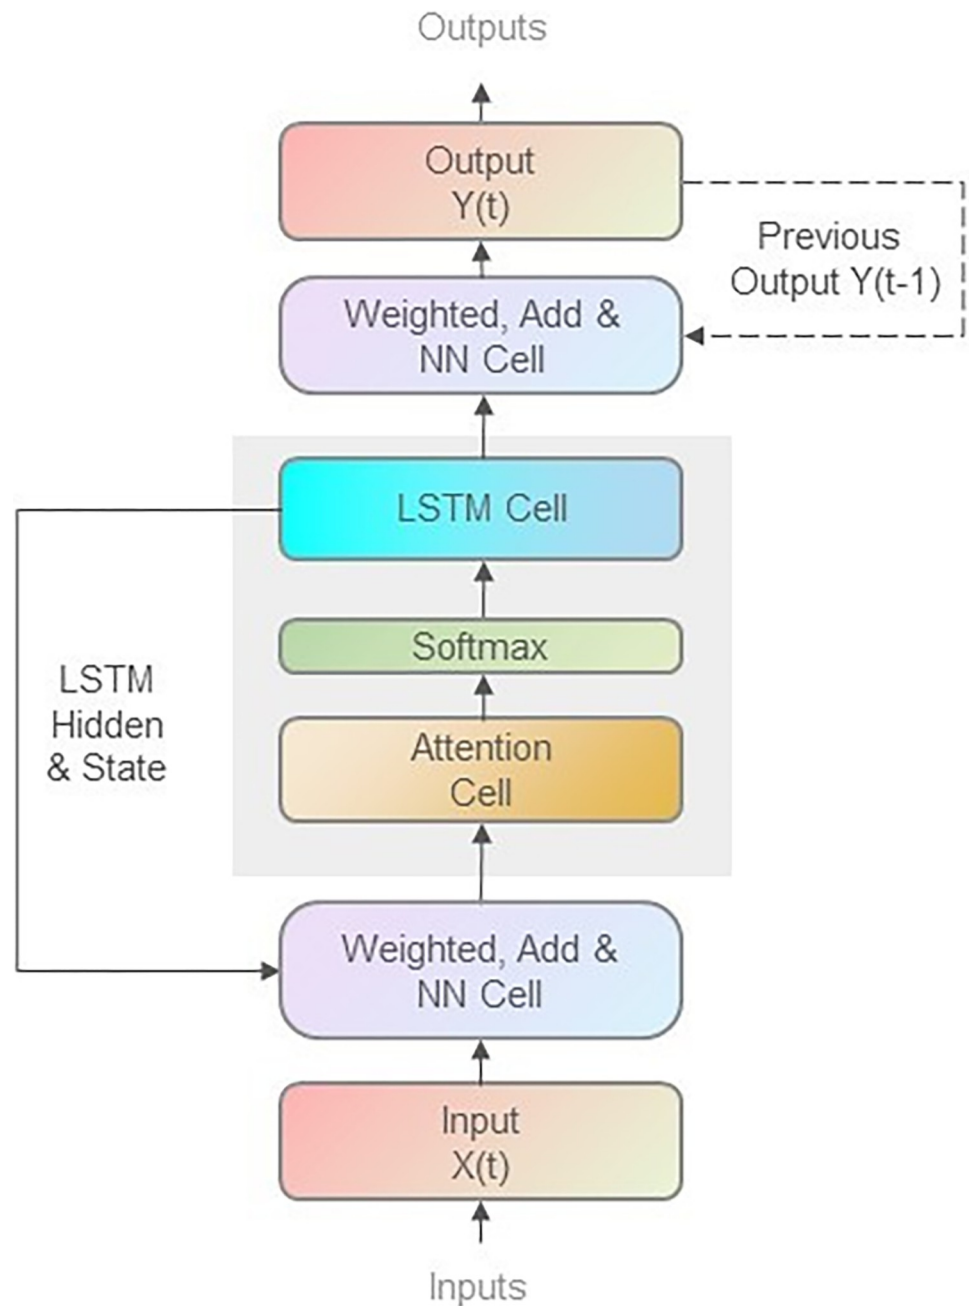 Outputs
Output
Y(t)
Previous
Output Y(t-1)
Weighted, Add &
NN Cell
LSTM Cell
Softmax
LSTM
Hidden
& State
Attention
Cell
Weighted, Add &
NN Cell
Input
X(t)
Inputs